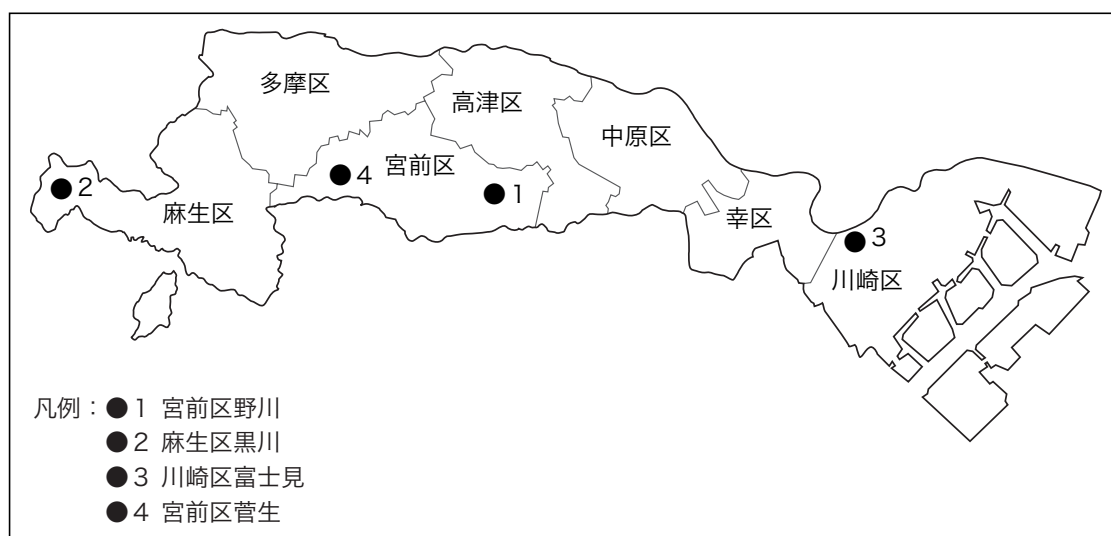 多摩区
高津区
中原区
宮前区
4
1
2
麻生区
幸区
3
川崎区
凡例：●1 宮前区野川
●2 麻生区黒川
●3 川崎区富士見
●4 宮前区菅生